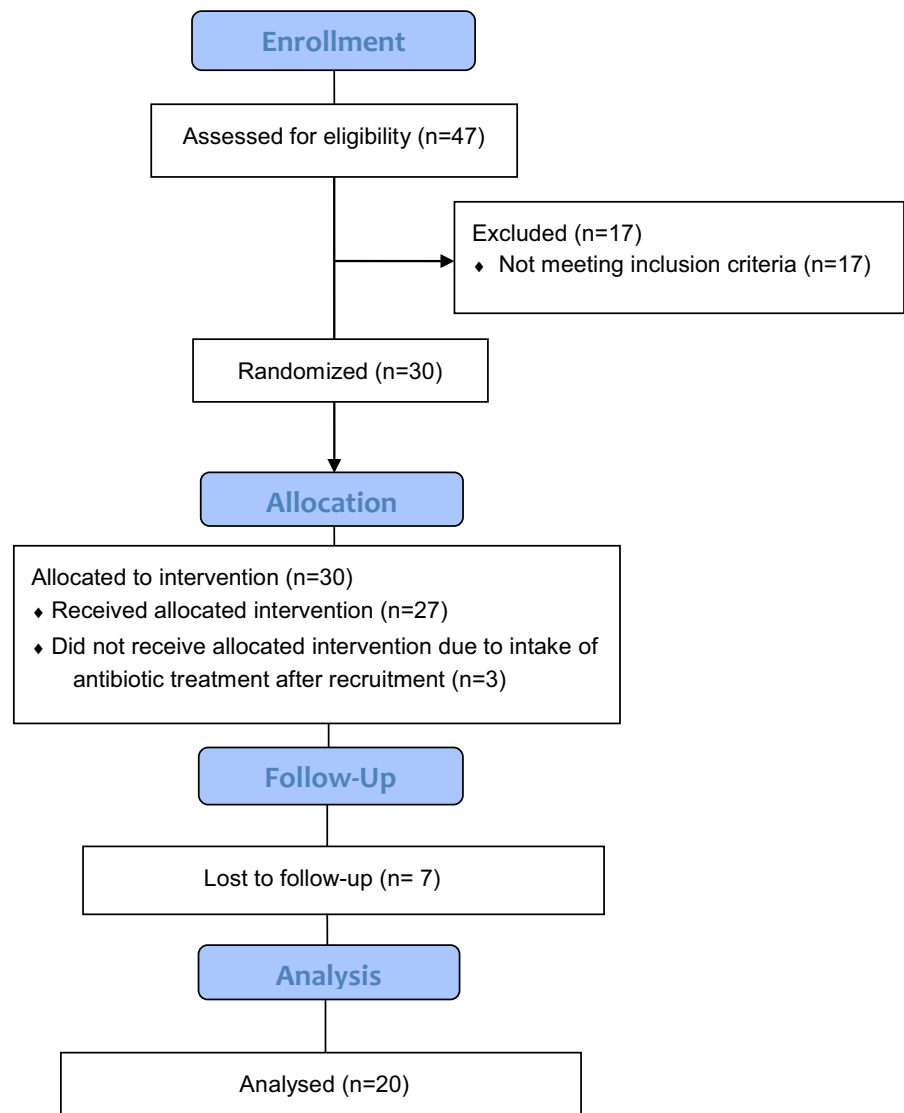 Enrollment
Assessed for eligibility (n=47)
Excluded (n=17)
♦ Not meeting inclusion criteria (n=17)
Randomized (n=30)
Allocation
Allocated to intervention (n=30)
♦ Received allocated intervention (n=27)
♦ Did not receive allocated intervention due to intake of
antibiotic treatment after recruitment (n=3)
Follow-Up
Lost to follow-up (n= 7)
Analysis
Analysed (n=20)